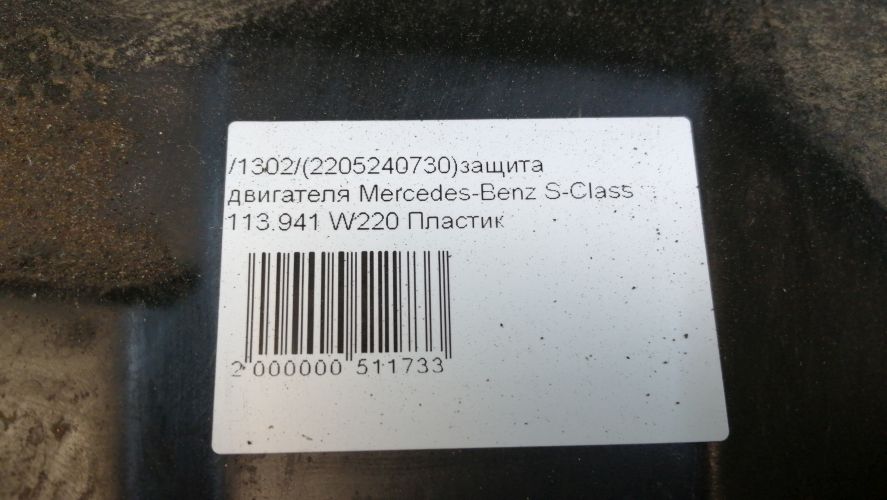 /1302/(2205240730)защита
двигателя Mercedes-Benz S-Class
113.941 W220 Пластик
2 000000 511733